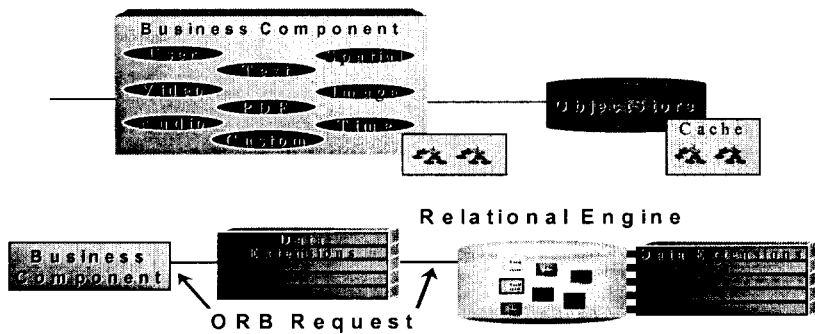 Business Component
User
Text
Spatial
Video
PDF
Image
Audio
Custom
Time
ObjectStore
Cache
Relational Engine
Business
Component
Data
Extensions
Data Extensions
ORB Request